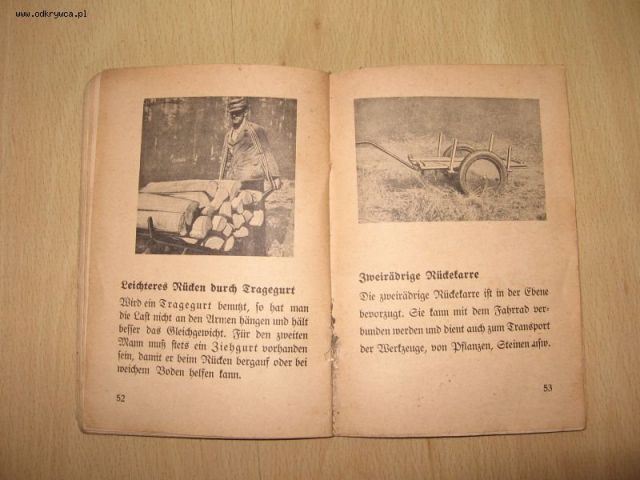 www.odkrywca.pl
Leichteres Rücken durch Tragegurt
Wird ein Tragegurt benutzt, so hat man
die Last nicht an den Armen hängen und hält
besser das Gleichgewicht. Für den zweiten
Mann muß stets ein Ziehgurt vorhanden
sein, damit er beim Rücken bergauf oder bei
weichem Boden helfen kann.
52
Zweirädrige Rückekarre
Die zweirädrige Rückekarre ist in der Ebene
bevorzugt. Sie kann mit dem Fahrrad ver-
bunden werden und dient auch zum Transport
der Werkzeuge, von Pflanzen, Steinen usw.
53